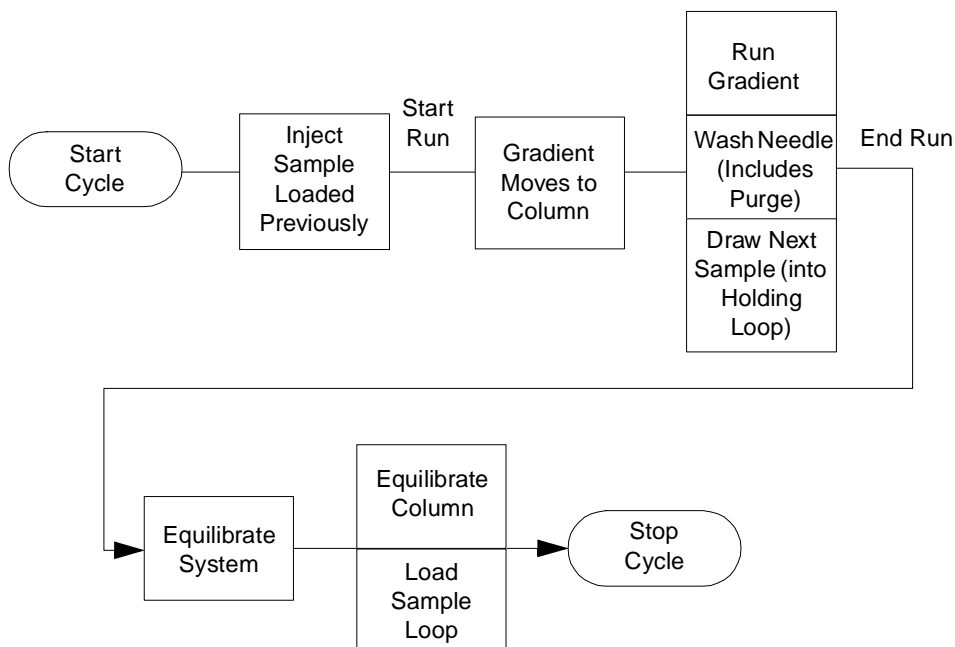 Start
Cycle
Inject
Sample
Loaded
Previously
Start
Run
Gradient
Moves to
Column
Run
Gradient
Wash Needle
(Includes
Purge)
Draw Next
Sample (into
Holding
Loop)
End Run
Equilibrate
System
Equilibrate
Column
Load
Sample
Loop
Stop
Cycle